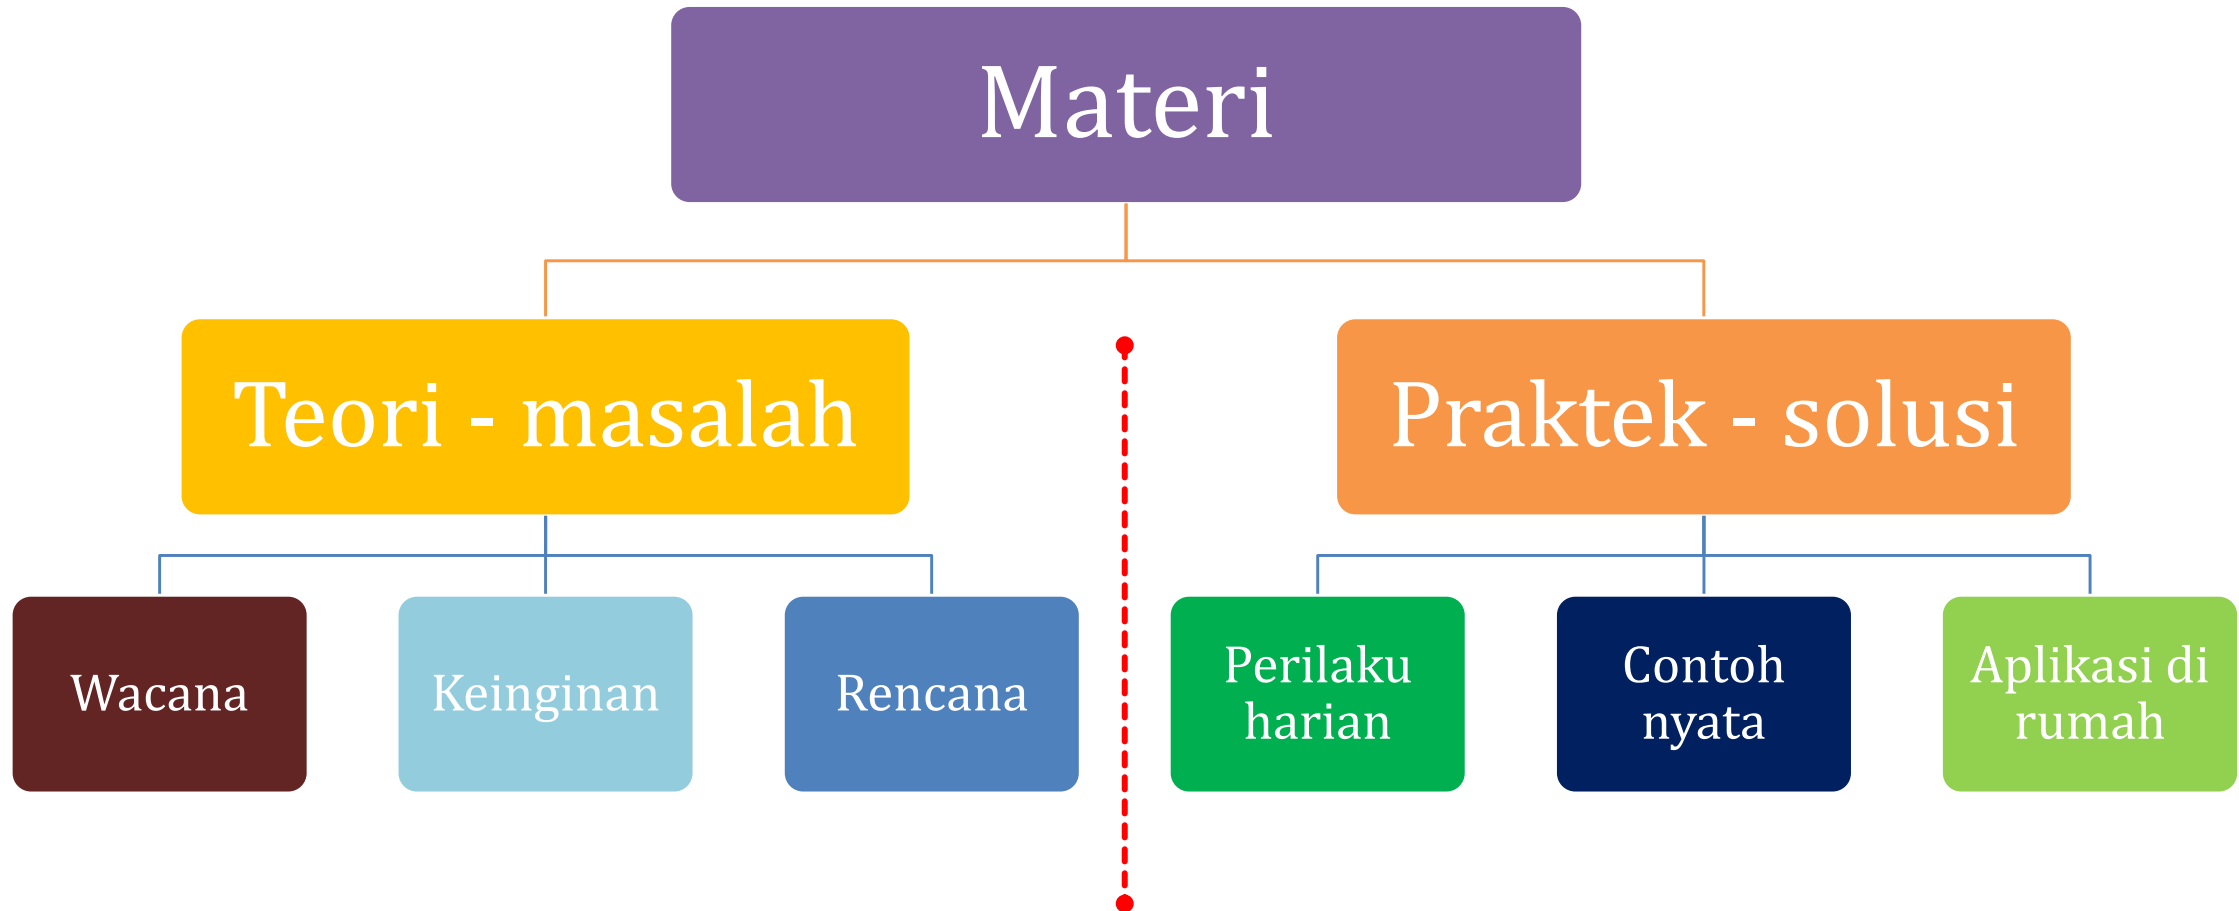 Materi
Teori - masalah
Praktek - solusi
Wacana
Keinginan
Rencana
Perilaku
harian
Contoh
nyata
Aplikasi di
rumah